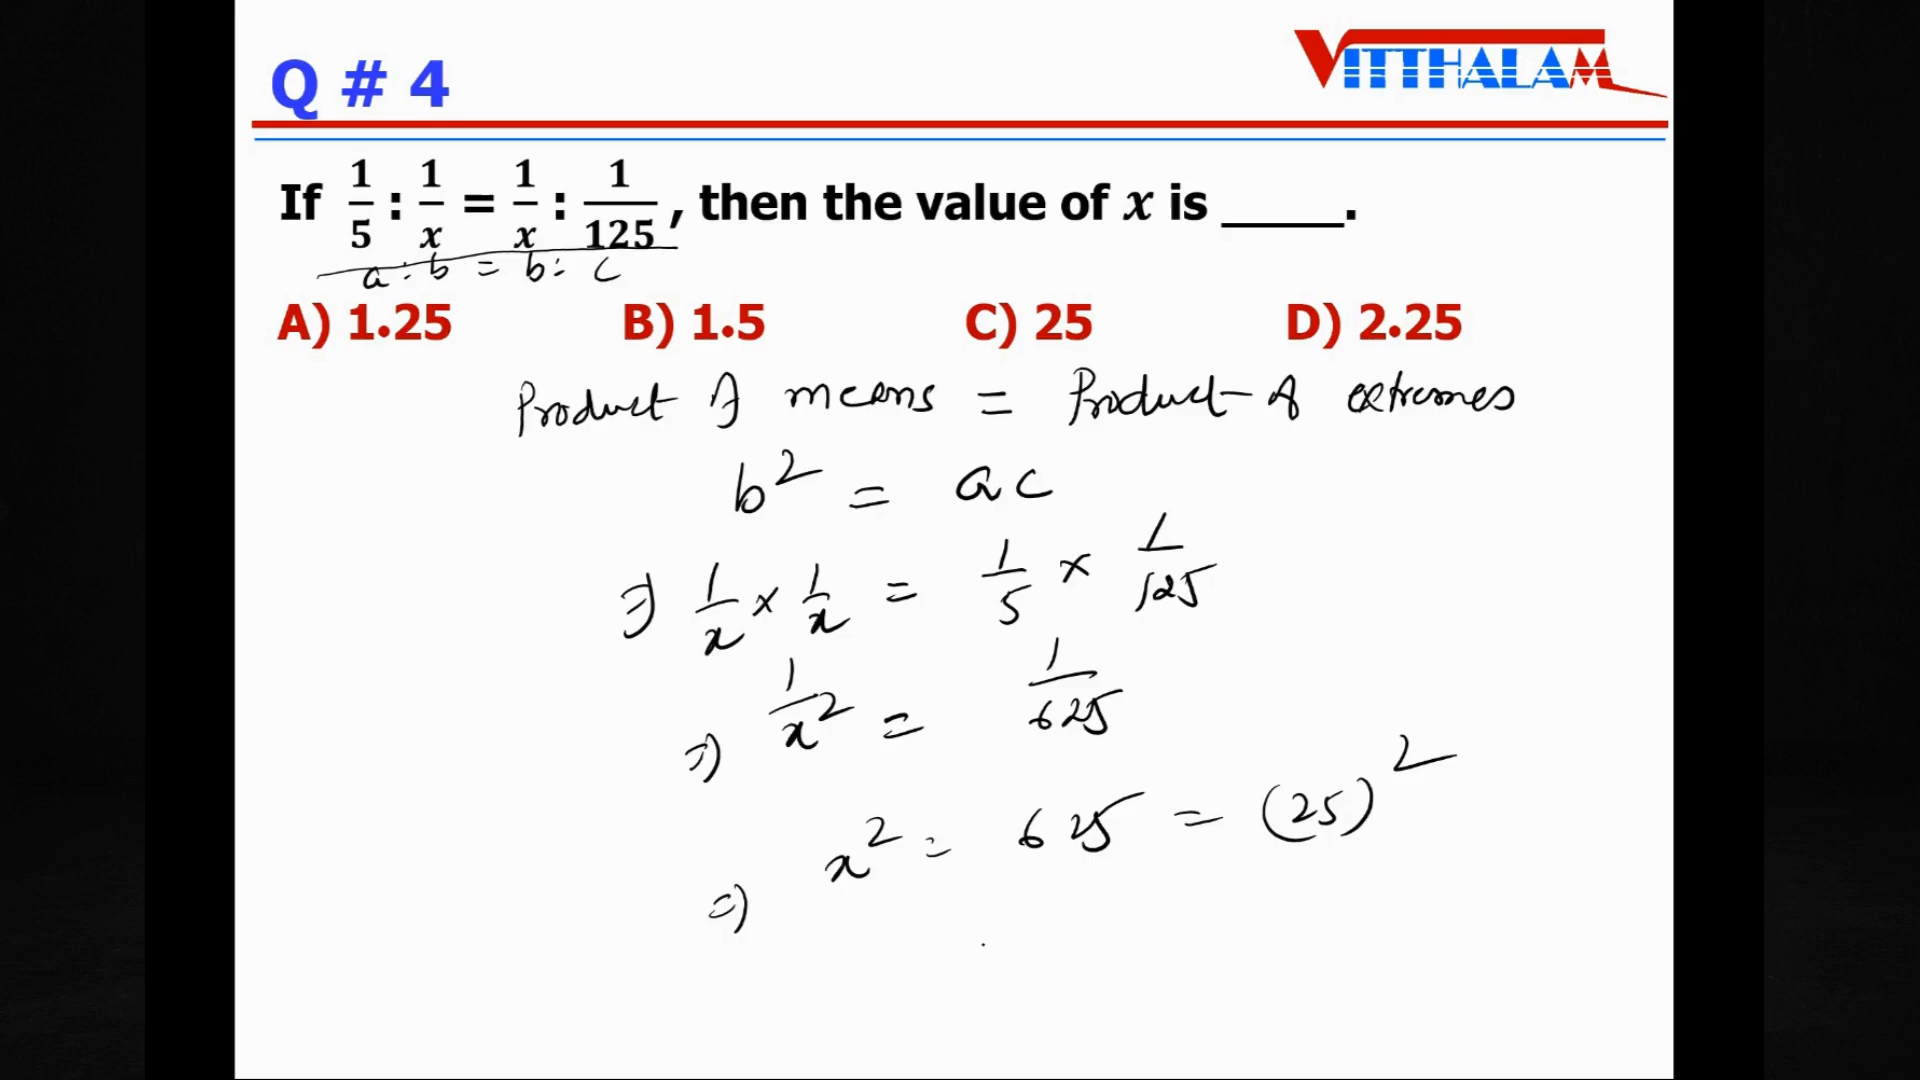 Q # 4
VITTHALAM
If 1/5 : 1/x = 1/x : 1/125, then the value of x is _____.
a : b = b : c
A) 1.25 B) 1.5 C) 25 D) 2.25
Product of means = Product of extremes
b² = ac
⇒ 1/x × 1/x = 1/5 × 1/125
⇒ 1/x² = 1/625
⇒ x² = 625 = (25)²